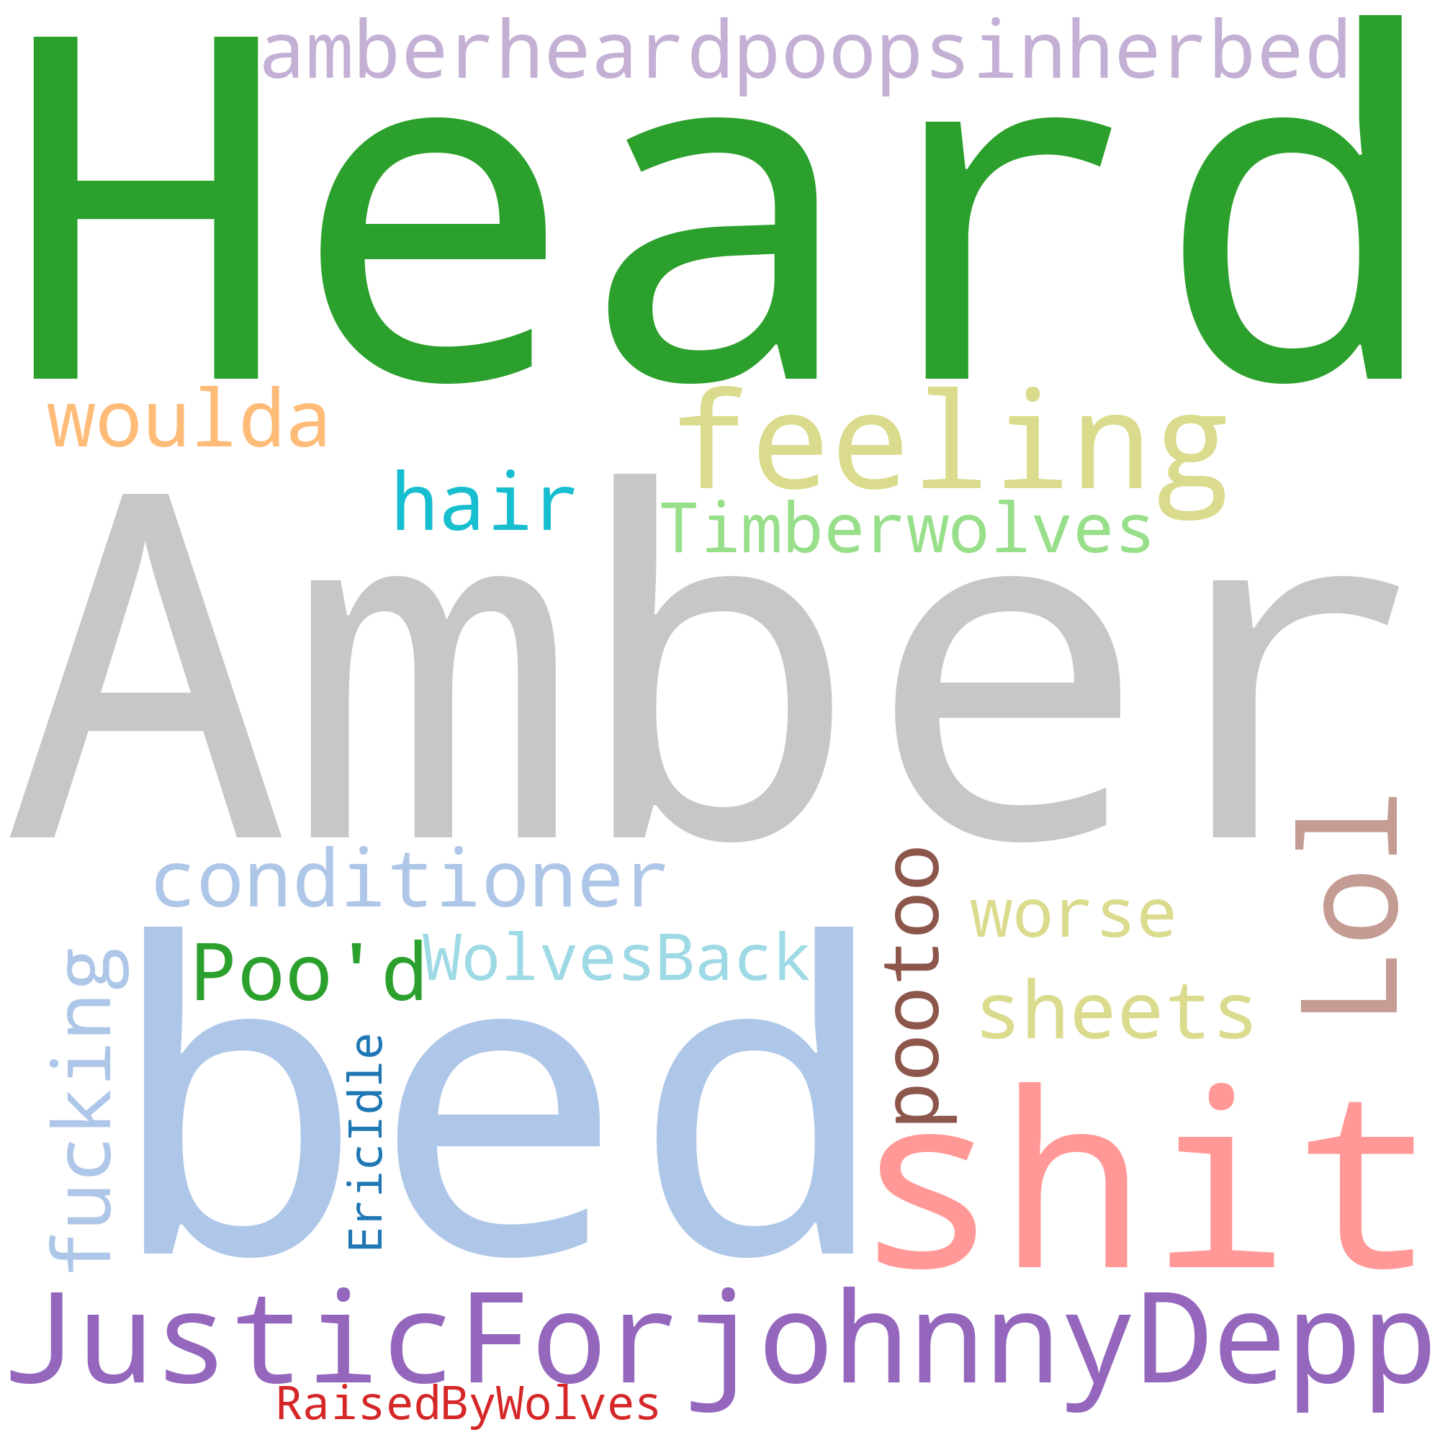 amberheardpoopsinherbed
Heard
woulda
feeling
hair
Timberwolves
Amber
Lol
conditioner
pootoo
worse
Poo'd
WolvesBack
sheets
fucking
bed
EricIdle
shit
JusticForjohnnyDepp
RaisedByWolves